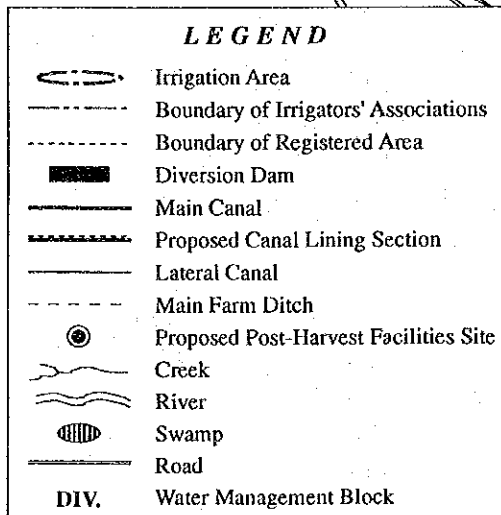 LEGEND
Irrigation Area
Boundary of Irrigators' Associations
Boundary of Registered Area
Diversion Dam
Main Canal
Proposed Canal Lining Section
Lateral Canal
Main Farm Ditch
Proposed Post-Harvest Facilities Site
Creek
River
Swamp
Road
DIV. Water Management Block